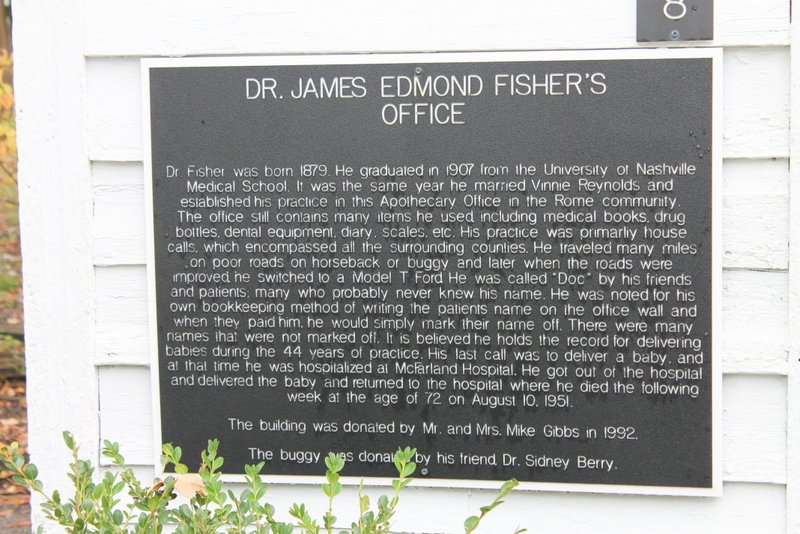 8
DR. JAMES EDMOND FISHER'S
OFFICE
Dr. Fisher was born 1879. He graduated in 1907 from the University of Nashville
Medical School. It was the same year he married Vinnie Reynolds and
established his practice in this Apothecary Office in the Rome community.
The office still contains many items he used, including medical books, drug
bottles, dental equipment, diary, scales, etc. His practice was primarliy house
calls, which encompassed all the surrounding counties. He traveled many miles
on poor roads on horseback or buggy and later when the roads were
improved, he switched to a Model T Ford. He was called "Doc" by his friends
and patients; many who probably never knew his name. He was noted for his
own bookkeeping method of writing the patients name on the office wall and
when they paid him, he would simply mark their name off. There were many
names that were not marked off. It is believed he holds the record for delivering
babies during the 44 years of practice. His last call was to deliver a baby, and
at that time he was hospitalized at McFarland Hospital. He got out of the hospital
and delivered the baby and returned to the hospital where he died the following
week at the age of 72 on August 10, 1951.
The building was donated by Mr. and Mrs. Mike Gibbs in 1992.
The buggy was donated by his friend, Dr. Sidney Berry.